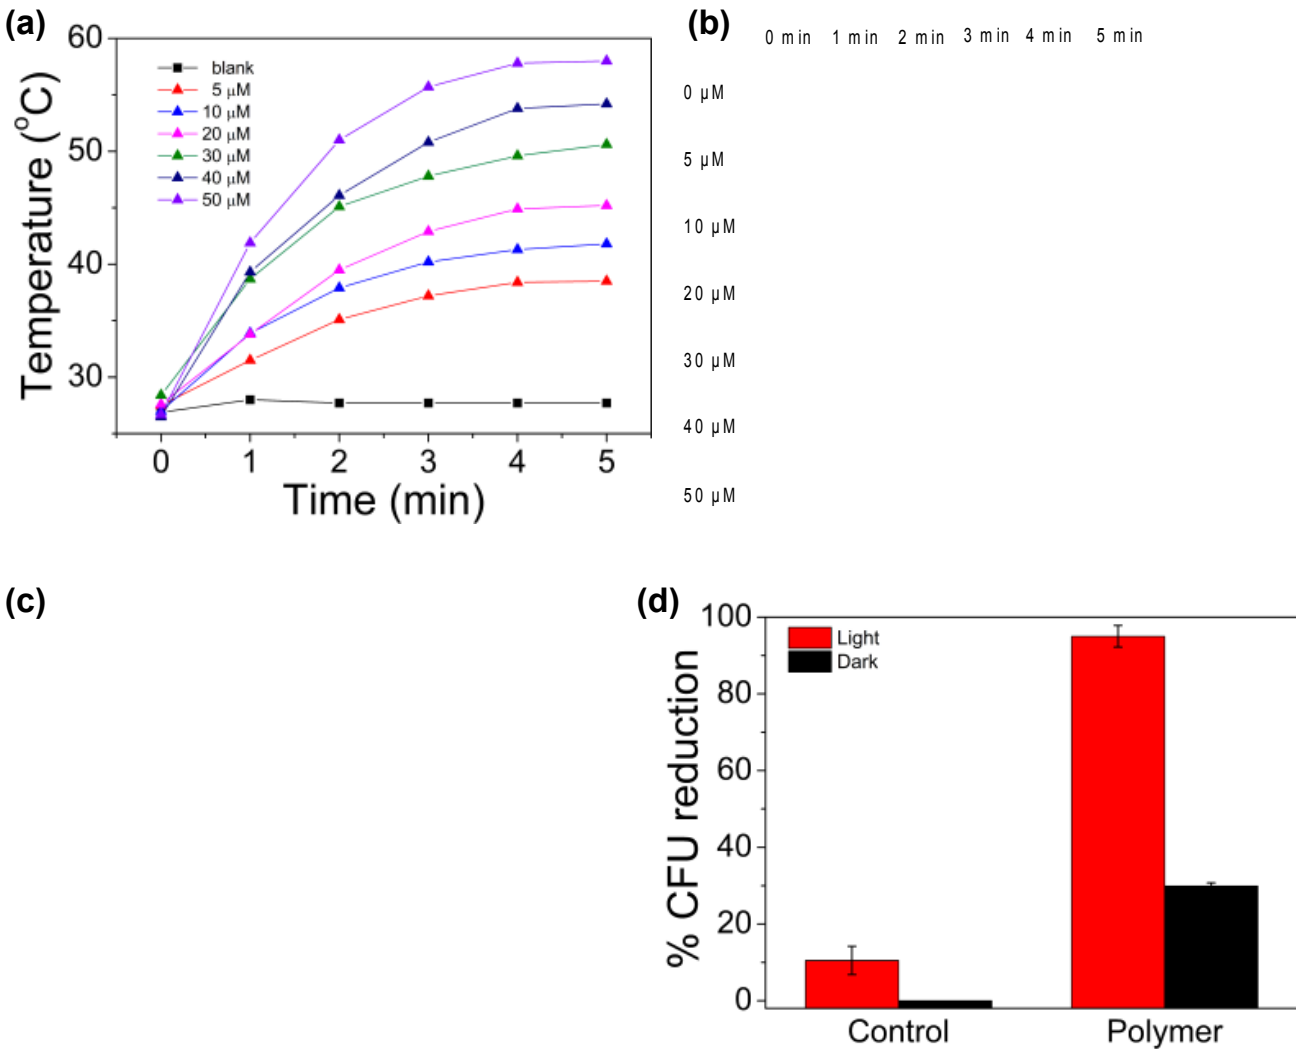 (a)
60
50
40
30
Temperature (°C)
blank
5 μM
10 μM
20 μM
30 μM
40 μM
50 μM
0 1 2 3 4 5
Time (min)
(b)
0 min 1 min 2 min 3 min 4 min 5 min
0 μM
5 μM
10 μM
20 μM
30 μM
40 μM
50 μM
(c)
(d)
100
80
60
40
20
0
% CFU reduction
Light
Dark
Control Polymer